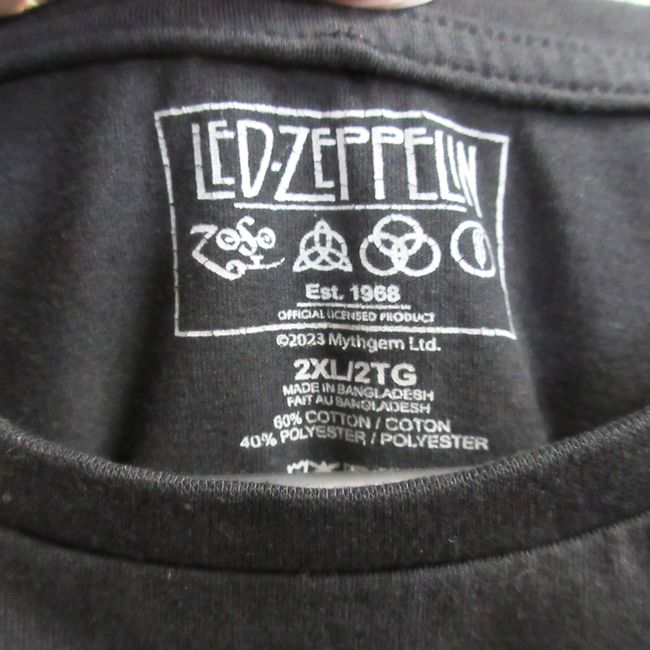 LED·ZEPPELIN
ZoSo
Est. 1968
OFFICIAL LICENSED PRODUCT
©2023 Mythgem Ltd.
2XL/2TG
MADE IN BANGLADESH
FAIT AU BANGLADESH
60% COTTON / COTON
40% POLYESTER / POLYESTER